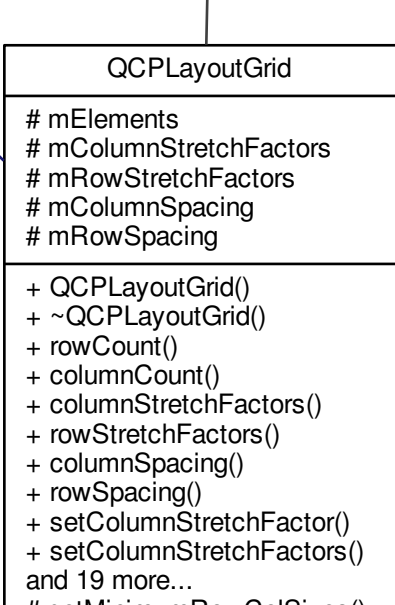 QCPLayoutGrid
# mElements
# mColumnStretchFactors
# mRowStretchFactors
# mColumnSpacing
# mRowSpacing
+ QCPLayoutGrid()
+ ~QCPLayoutGrid()
+ rowCount()
+ columnCount()
+ columnStretchFactors()
+ rowStretchFactors()
+ columnSpacing()
+ rowSpacing()
+ setColumnStretchFactor()
+ setColumnStretchFactors()
and 19 more...
# getMinimumRowColSizes()